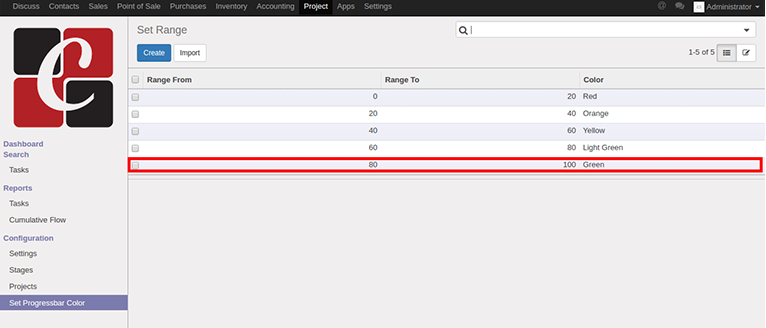 Discuss Contacts Sales Point of Sale Purchases Inventory Accounting Project Apps Settings @ Administrator
Set Range
Create Import 1-5 of 5
Range From Range To Color
0 20 Red
20 40 Orange
40 60 Yellow
60 80 Light Green
80 100 Green
C
Dashboard
Search
Tasks
Reports
Tasks
Cumulative Flow
Configuration
Settings
Stages
Projects
Set Progressbar Color